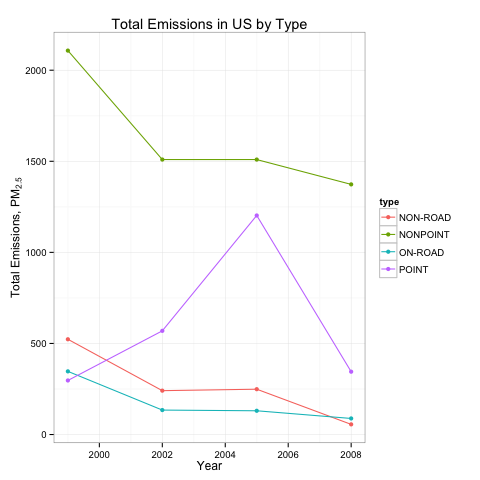 Total Emissions in US by Type
Total Emissions, PM2.5
2000
1500
1000
500
0
2000 2002 2004 2006 2008
Year
type
NON-ROAD
NONPOINT
ON-ROAD
POINT